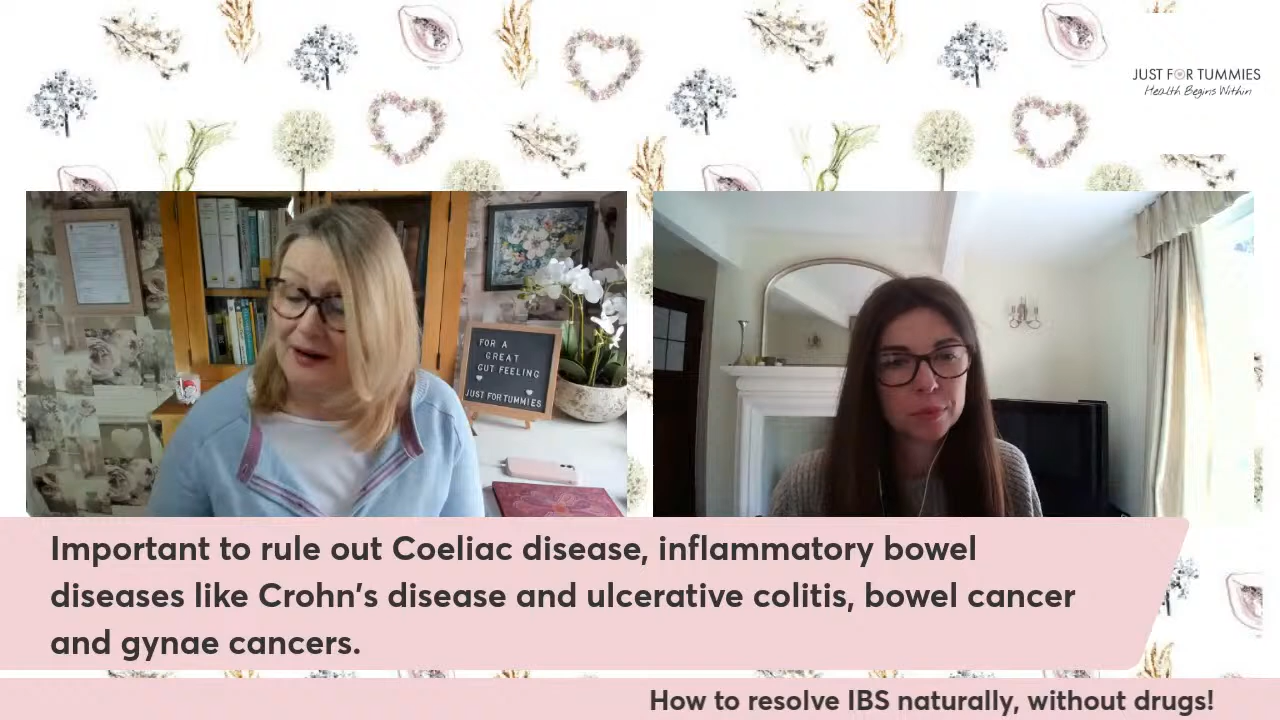 JUST FOR TUMMIES
Health Begins Within
FOR A
GREAT
GUT FEELING
JUST FOR TUMMIES
Important to rule out Coeliac disease, inflammatory bowel
diseases like Crohn's disease and ulcerative colitis, bowel cancer
and gynae cancers.
How to resolve IBS naturally, without drugs!